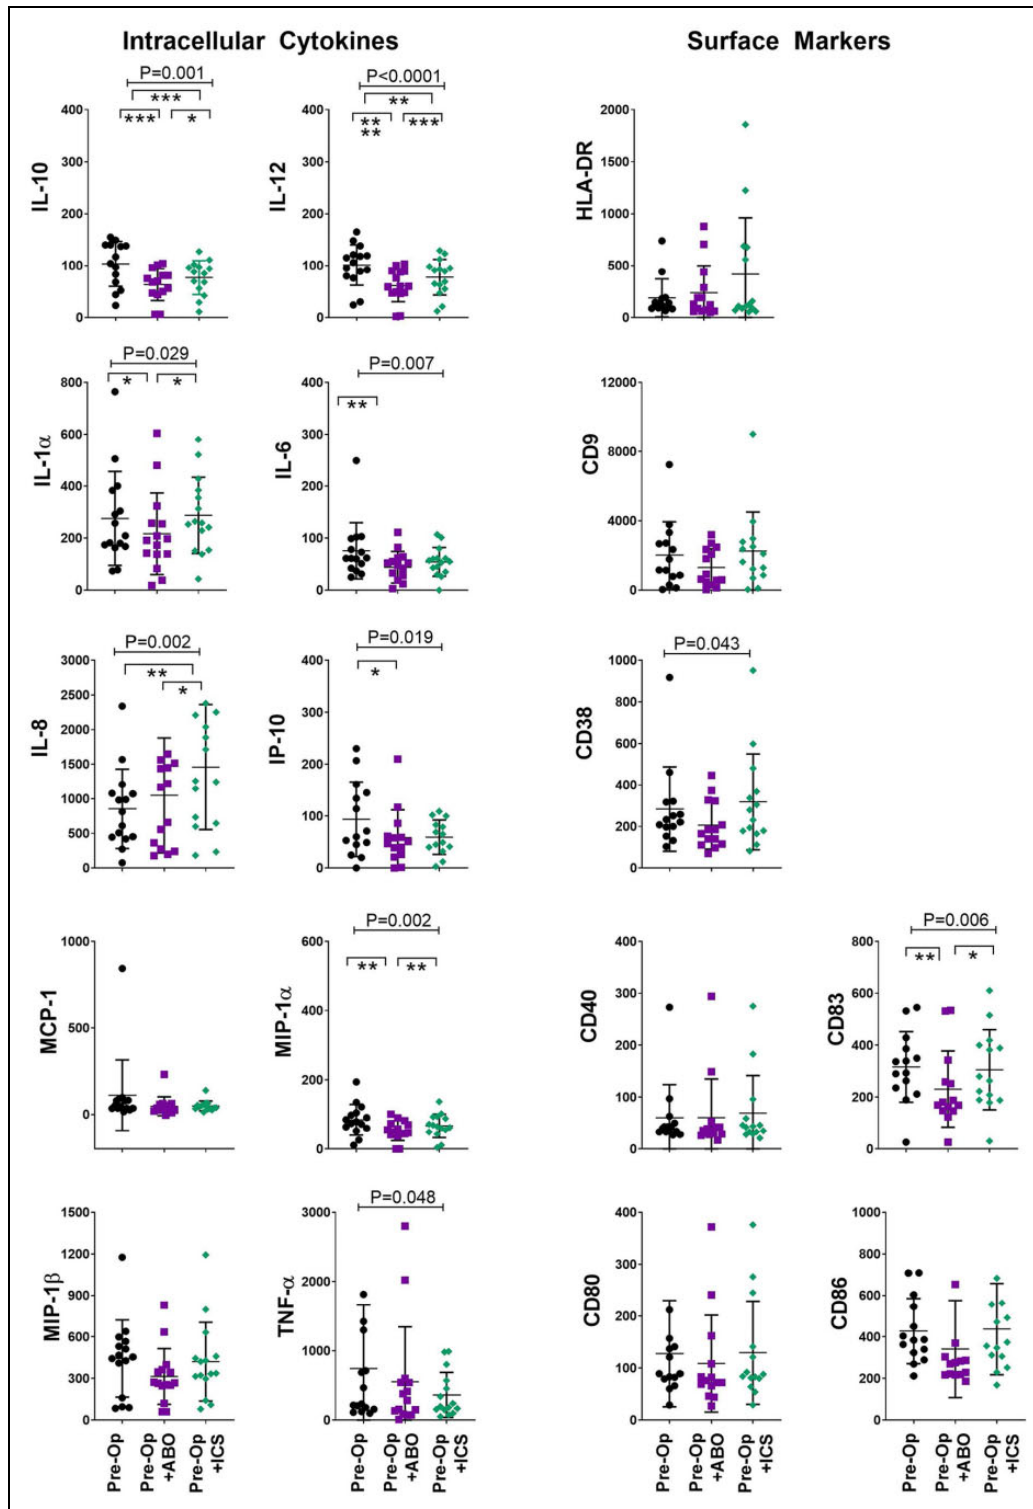 Intracellular Cytokines
Surface Markers
P=0.001
***
***
*
400
300
200
100
0
IL-10
P<0.0001
**
**
**
***
400
300
200
100
0
IL-12
2000
1500
1000
500
0
HLA-DR
P=0.029
*
*
800
600
400
200
0
IL-1α
P=0.007
**
400
300
200
100
0
IL-6
12000
8000
4000
0
CD9
P=0.002
**
*
3000
2500
2000
1500
1000
500
0
IL-8
P=0.019
*
400
300
200
100
0
IP-10
P=0.043
1000
800
600
400
200
0
CD38
1000
500
0
MCP-1
P=0.002
**
**
600
400
200
0
MIP-1α
400
300
200
100
0
CD40
P=0.006
**
*
800
600
400
200
0
CD83
1500
1200
900
600
300
0
MIP-1β
P=0.048
3000
2000
1000
0
TNF-α
400
300
200
100
0
CD80
1000
800
600
400
200
0
CD86
Pre-Op
Pre-Op
+ABO
Pre-Op
+ICS
Pre-Op
Pre-Op
+ABO
Pre-Op
+ICS
Pre-Op
Pre-Op
+ABO
Pre-Op
+ICS
Pre-Op
Pre-Op
+ABO
Pre-Op
+ICS